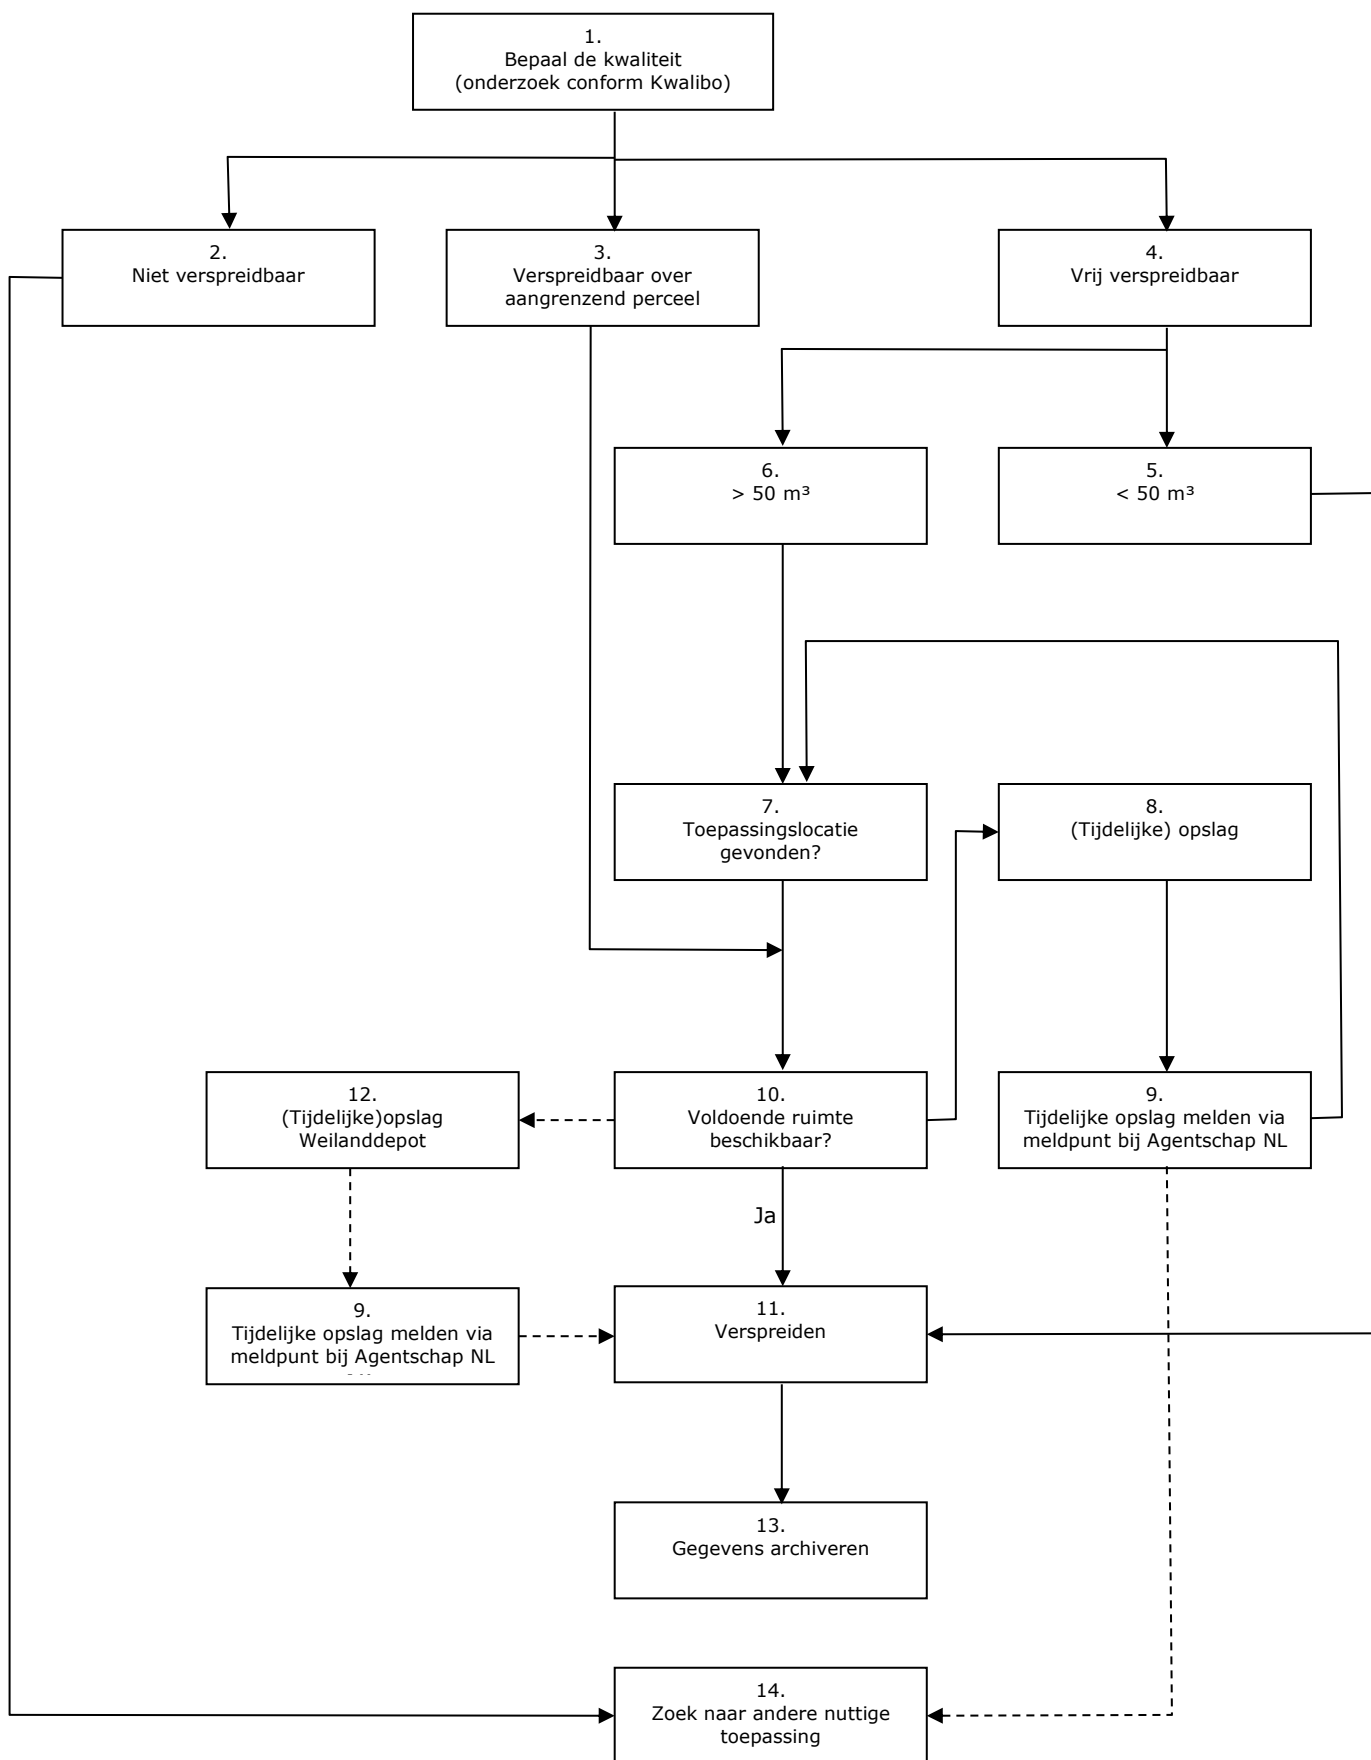 1.
Bepaal de kwaliteit
(onderzoek conform Kwalibo)
2.
Niet verspreidbaar
3.
Verspreidbaar over
aangrenzend perceel
4.
Vrij verspreidbaar
6.
> 50 m³
5.
< 50 m³
7.
Toepassingslocatie
gevonden?
8.
(Tijdelijke) opslag
12.
(Tijdelijke)opslag
Weilanddepot
10.
Voldoende ruimte
beschikbaar?
9.
Tijdelijke opslag melden via
meldpunt bij Agentschap NL
Ja
9.
Tijdelijke opslag melden via
meldpunt bij Agentschap NL
11.
Verspreiden
13.
Gegevens archiveren
14.
Zoek naar andere nuttige
toepassing